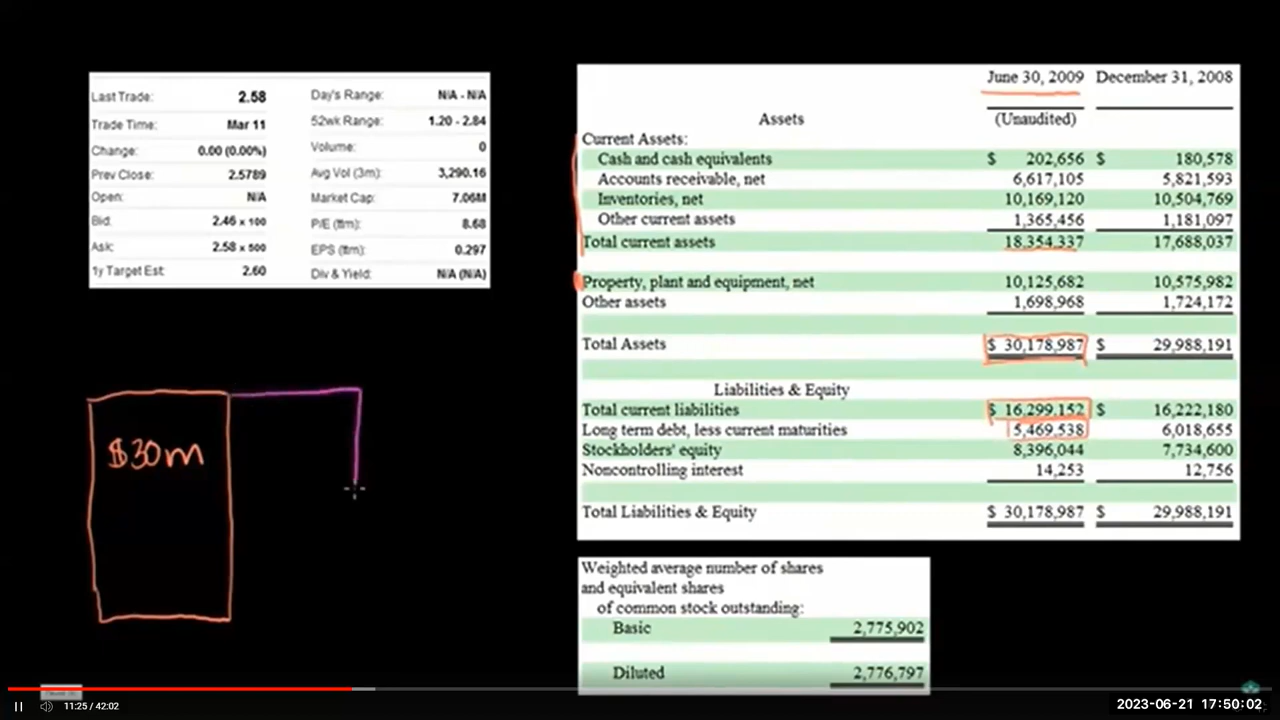 Last Trade: 2.58 Day's Range: N/A - N/A
Trade Time: Mar 11 52wk Range: 1.20 - 2.84
Change: 0.00 (0.00%) Volume: 0
Prev Close: 2.5789 Avg Vol (3m): 3,290.16
Open: N/A Market Cap: 7.06M
Bid: 2.46 x 100 P/E (ttm): 8.68
Ask: 2.58 x 500 EPS (ttm): 0.297
1y Target Est: 2.60 Div & Yield: N/A (N/A)
$30m
June 30, 2009 December 31, 2008
Assets (Unaudited)
Current Assets:
Cash and cash equivalents $ 202,656 $ 180,578
Accounts receivable, net 6,617,105 5,821,593
Inventories, net 10,169,120 10,504,769
Other current assets 1,365,456 1,181,097
Total current assets 18,354,337 17,688,037
Property, plant and equipment, net 10,125,682 10,575,982
Other assets 1,698,968 1,724,172
Total Assets $ 30,178,987 $ 29,988,191
Liabilities & Equity
Total current liabilities $ 16,299,152 $ 16,222,180
Long term debt, less current maturities 5,469,538 6,018,655
Stockholders' equity 8,396,044 7,734,600
Noncontrolling interest 14,253 12,756
Total Liabilities & Equity $ 30,178,987 $ 29,988,191
Weighted average number of shares
and equivalent shares
of common stock outstanding:
Basic 2,775,902
Diluted 2,776,797
11:25 / 42:02
2023-06-21 17:50:02